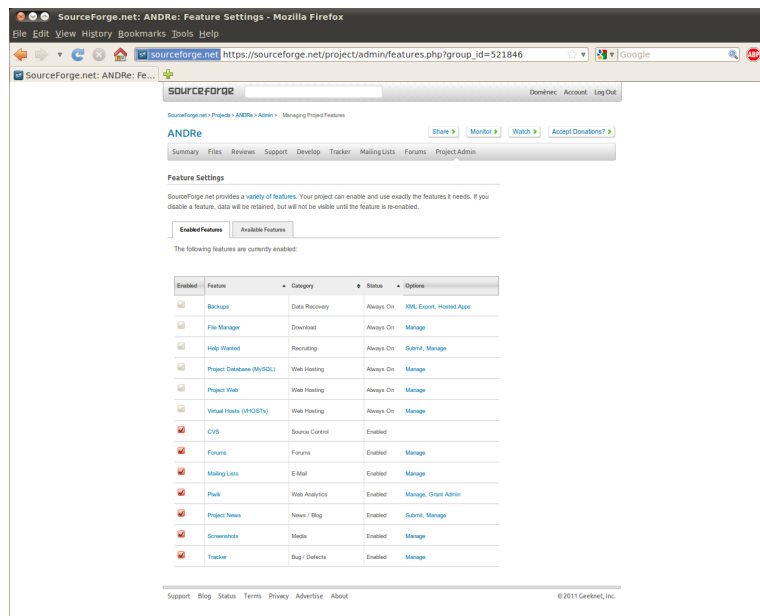 SourceForge.net: ANDRe: Feature Settings - Mozilla Firefox
File Edit View History Bookmarks Tools Help
sourceforge.net https://sourceforge.net/project/admin/features.php?group_id=521846 Google ABP
SourceForge.net: ANDRe: Fe...
sourceforge Domènec Account Log Out
SourceForge.net > Projects > ANDRe > Admin > Managing Project Features
ANDRe Share Monitor Watch Accept Donations?
Summary Files Reviews Support Develop Tracker Mailing Lists Forums Project Admin
Feature Settings
SourceForge.net provides a variety of features. Your project can enable and use exactly the features it needs. If you
disable a feature, data will be retained, but will not be visible until the feature is re-enabled.
Enabled Features Available Features
The following features are currently enabled:
Enabled Feature Category Status Options
Backups Data Recovery Always On XML Export, Hosted Apps
File Manager Download Always On Manage
Help Wanted Recruiting Always On Submit, Manage
Project Database (MySQL) Web Hosting Always On Manage
Project Web Web Hosting Always On Manage
Virtual Hosts (VHOSTs) Web Hosting Always On Manage
CVS Source Control Enabled
Forums Forums Enabled Manage
Mailing Lists E-Mail Enabled Manage
Piwik Web Analytics Enabled Manage, Grant Admin
Project News News / Blog Enabled Submit, Manage
Screenshots Media Enabled Manage
Tracker Bug / Defects Enabled Manage
Support Blog Status Terms Privacy Advertise About © 2011 Geeknet, Inc.